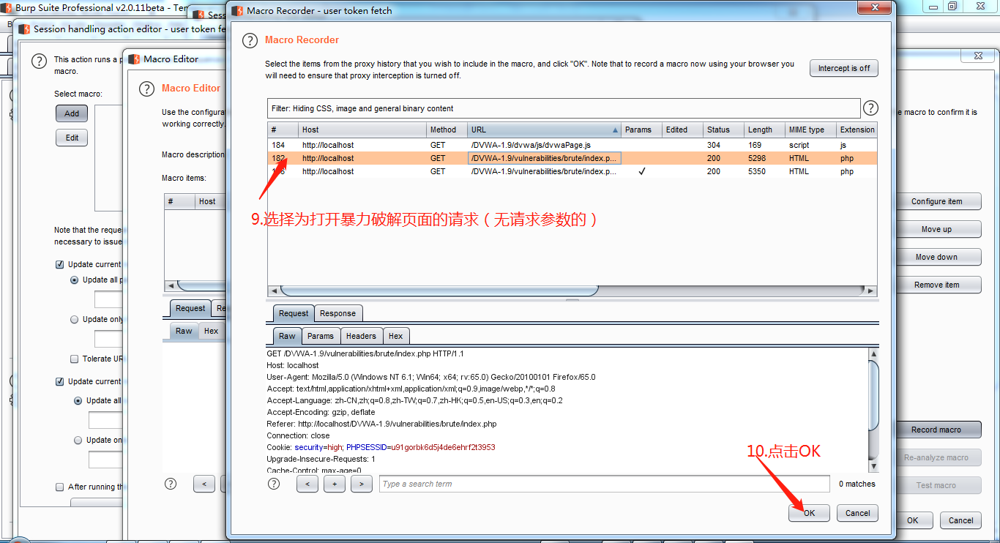 Burp Suite Professional v2.0.11beta - Ter
Sess
Macro Recorder - user token fetch
Session handling action editor - user token fe
Macro Editor
This action runs a p
macro.
Select macro:
Add
Edit
Note that the reque
necessary to issue
Update current
Update all p
Update only
Tolerate UR
Update current
Update all
Update on
After running th
Macro Editor
Use the configura
working correctly.
Macro description
Macro items:
# Host
Request Re
Raw Hex
<
Macro Recorder
Select the items from the proxy history that you wish to include in the macro, and click "OK". Note that to record a macro now using your browser you
will need to ensure that proxy interception is turned off.
Intercept is off
Filter: Hiding CSS, image and general binary content
# Host Method URL Params Edited Status Length MIME type Extension
184 http://localhost GET /DVWA-1.9/dvwa/js/dvwaPage.js 304 169 script js
182 http://localhost GET /DVWA-1.9/vulnerabilities/brute/index.p... 200 5298 HTML php
http://localhost GET /DVWA-1.9/vulnerabilities/brute/index.p... ✓ 200 5350 HTML php
9.选择为打开暴力破解页面的请求（无请求参数的）
Request Response
Raw Params Headers Hex
GET /DVWA-1.9/vulnerabilities/brute/index.php HTTP/1.1
Host: localhost
User-Agent: Mozilla/5.0 (Windows NT 6.1; Win64; x64; rv:65.0) Gecko/20100101 Firefox/65.0
Accept: text/html,application/xhtml+xml,application/xml;q=0.9,image/webp,*/*;q=0.8
Accept-Language: zh-CN,zh;q=0.8,zh-TW;q=0.7,zh-HK;q=0.5,en-US;q=0.3,en;q=0.2
Accept-Encoding: gzip, deflate
Referer: http://localhost/DVWA-1.9/vulnerabilities/brute/index.php
Connection: close
Cookie: security=high; PHPSESSID=u91gorbk6d5j4de6ehrf2t3953
Upgrade-Insecure-Requests: 1
Cache-Control: max-age=0
10.点击OK
< + > Type a search term 0 matches
OK Cancel
e macro to confirm it is
Configure item
Move up
Move down
Remove item
Record macro
Re-analyze macro
Test macro
OK Cancel